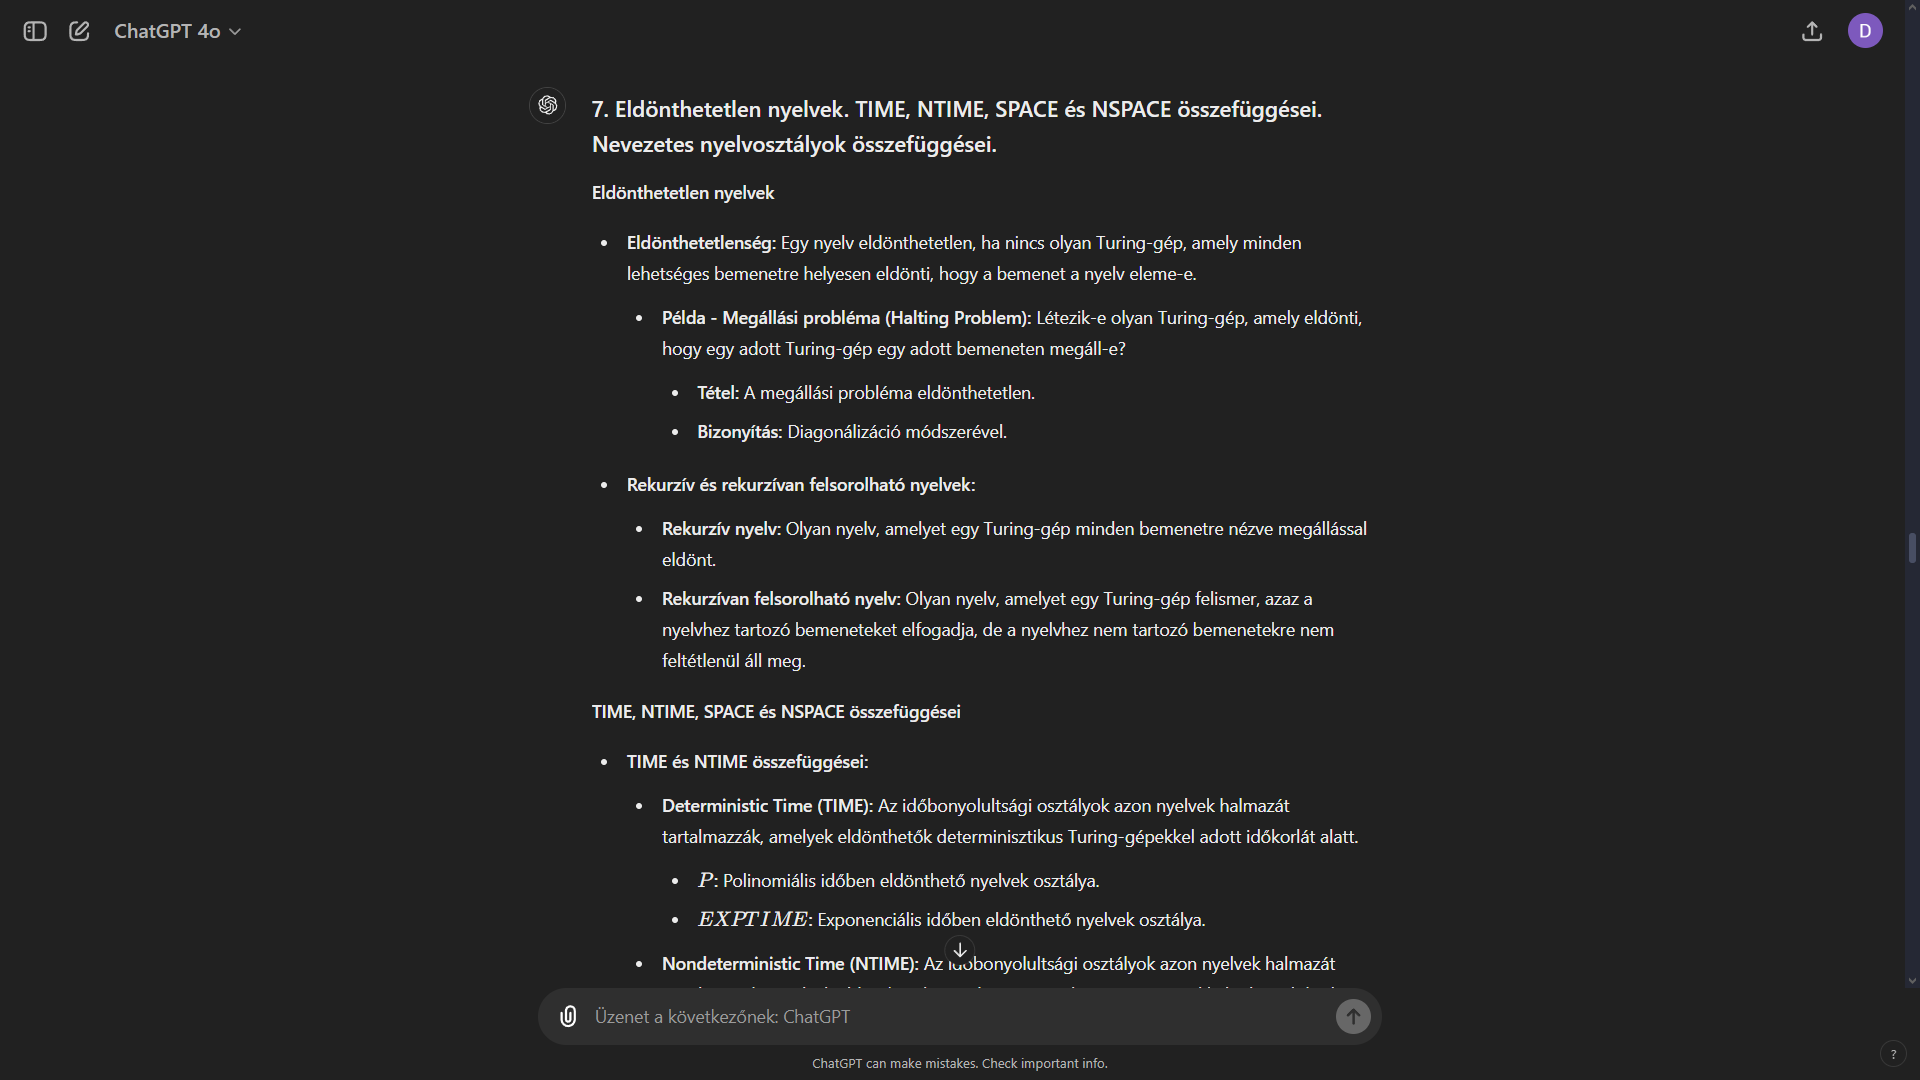 ChatGPT 4o
D
7. Eldönthetetlen nyelvek. TIME, NTIME, SPACE és NSPACE összefüggései.
Nevezetes nyelvosztályok összefüggései.
Eldönthetetlen nyelvek
• Eldönthetetlenség: Egy nyelv eldönthetetlen, ha nincs olyan Turing-gép, amely minden
lehetséges bemenetre helyesen eldönti, hogy a bemenet a nyelv eleme-e.
• Példa - Megállási probléma (Halting Problem): Létezik-e olyan Turing-gép, amely eldönti,
hogy egy adott Turing-gép egy adott bemeneten megáll-e?
• Tétel: A megállási probléma eldönthetetlen.
• Bizonyítás: Diagonálizáció módszerével.
• Rekurzív és rekurzívan felsorolható nyelvek:
• Rekurzív nyelv: Olyan nyelv, amelyet egy Turing-gép minden bemenetre nézve megállással
eldönt.
• Rekurzívan felsorolható nyelv: Olyan nyelv, amelyet egy Turing-gép felismer, azaz a
nyelvhez tartozó bemeneteket elfogadja, de a nyelvhez nem tartozó bemenetekre nem
feltétlenül áll meg.
TIME, NTIME, SPACE és NSPACE összefüggései
• TIME és NTIME összefüggései:
• Deterministic Time (TIME): Az időbonyolultsági osztályok azon nyelvek halmazát
tartalmazzák, amelyek eldönthetők determinisztikus Turing-gépekkel adott időkorlát alatt.
• P: Polinomiális időben eldönthető nyelvek osztálya.
• EXPTIME: Exponenciális időben eldönthető nyelvek osztálya.
• Nondeterministic Time (NTIME): Az időbonyolultsági osztályok azon nyelvek halmazát
Üzenet a következőnek: ChatGPT
ChatGPT can make mistakes. Check important info.
?